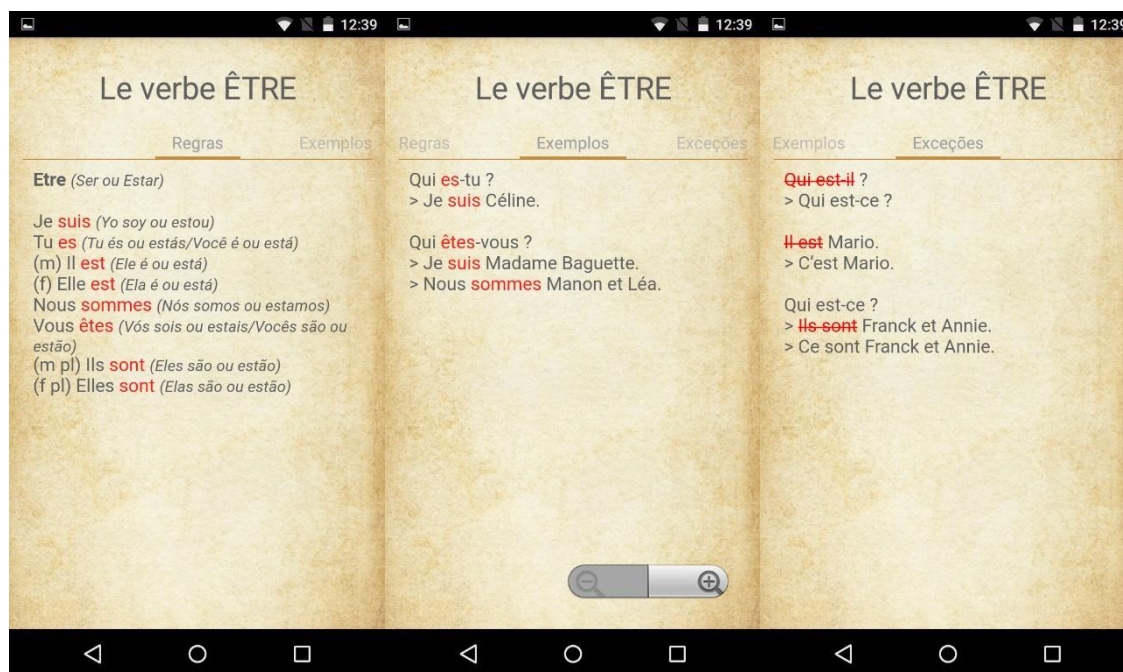 12:39
Le verbe ÊTRE
Regras Exemplos
Etre (Ser ou Estar)
Je suis (Yo soy ou estou)
Tu es (Tu és ou estás/Você é ou está)
(m) Il est (Ele é ou está)
(f) Elle est (Ela é ou está)
Nous sommes (Nós somos ou estamos)
Vous êtes (Vós sois ou estais/Vocês são ou
estão)
(m pl) Ils sont (Eles são ou estão)
(f pl) Elles sont (Elas são ou estão)
12:39
Le verbe ÊTRE
Regras Exemplos Exceções
Qui es-tu ?
> Je suis Céline.
Qui êtes-vous ?
> Je suis Madame Baguette.
> Nous sommes Manon et Léa.
12:39
Le verbe ÊTRE
Exemplos Exceções
Qui est-il ?
> Qui est-ce ?
Il est Mario.
> C'est Mario.
Qui est-ce ?
> Ils sont Franck et Annie.
> Ce sont Franck et Annie.